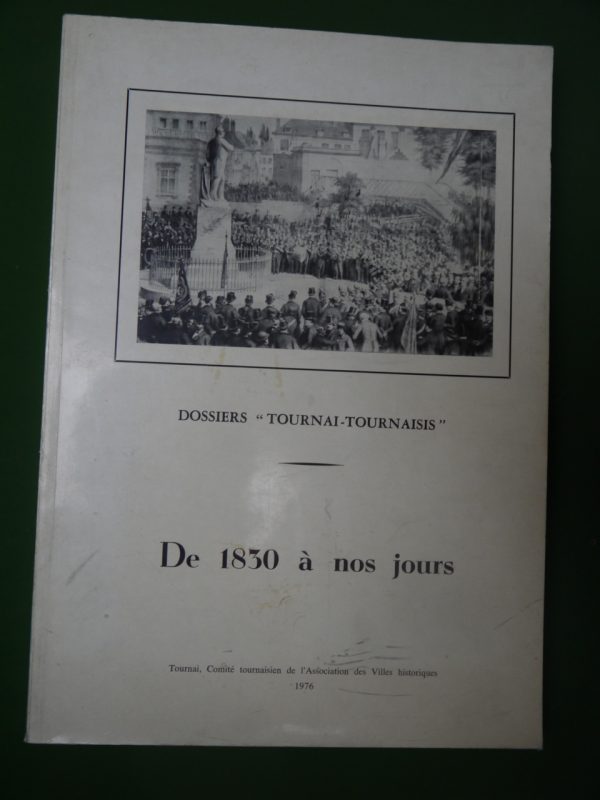 DOSSIERS “ TOURNAI-TOURNAISIS ”
De 1830 à nos jours
Tournai, Comité tournaisien de l'Association des Villes historiques
1976